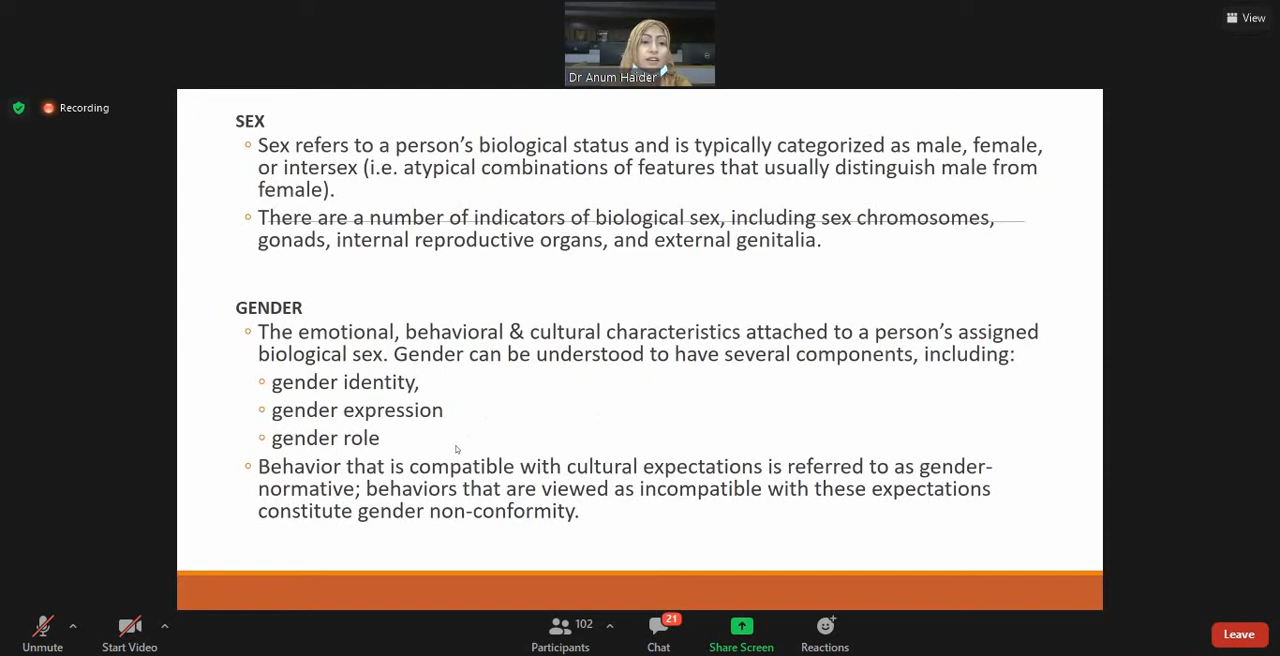 View
Dr Anum Haider
Recording
SEX
◦ Sex refers to a person's biological status and is typically categorized as male, female,
or intersex (i.e. atypical combinations of features that usually distinguish male from
female).
◦ There are a number of indicators of biological sex, including sex chromosomes,
gonads, internal reproductive organs, and external genitalia.
GENDER
◦ The emotional, behavioral & cultural characteristics attached to a person's assigned
biological sex. Gender can be understood to have several components, including:
◦ gender identity,
◦ gender expression
◦ gender role
◦ Behavior that is compatible with cultural expectations is referred to as gender-
normative; behaviors that are viewed as incompatible with these expectations
constitute gender non-conformity.
102
21
Unmute
Start Video
Participants
Chat
Share Screen
Reactions
Leave